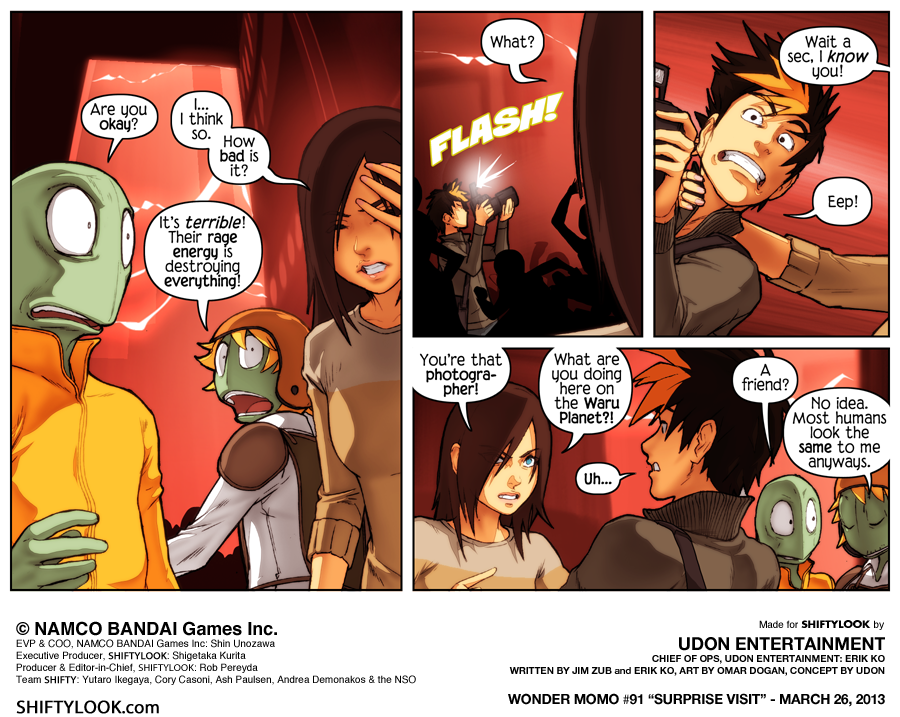 Are you
okay?
I...
I think
so.
How
bad is
it?
It's terrible!
Their rage
energy is
destroying
everything!
What?
FLASH!
Wait a
sec, I know
you!
Eep!
You're that
photogra-
pher!
What are
you doing
here on
the Waru
Planet?!
Uh...
A
friend?
No idea.
Most humans
look the
same to me
anyways.
© NAMCO BANDAI Games Inc.
EVP & COO, NAMCO BANDAI Games Inc: Shin Unozawa
Executive Producer, SHIFTYLOOK: Shigetaka Kurita
Producer & Editor-in-Chief, SHIFTYLOOK: Rob Pereyda
Team SHIFTY: Yutaro Ikegaya, Cory Casoni, Ash Paulsen, Andrea Demonakos & the NSO
SHIFTYLOOK.com
Made for SHIFTYLOOK by
UDON ENTERTAINMENT
CHIEF OF OPS, UDON ENTERTAINMENT: ERIK KO
WRITTEN BY JIM ZUB and ERIK KO, ART BY OMAR DOGAN, CONCEPT BY UDON
WONDER MOMO #91 “SURPRISE VISIT” - MARCH 26, 2013